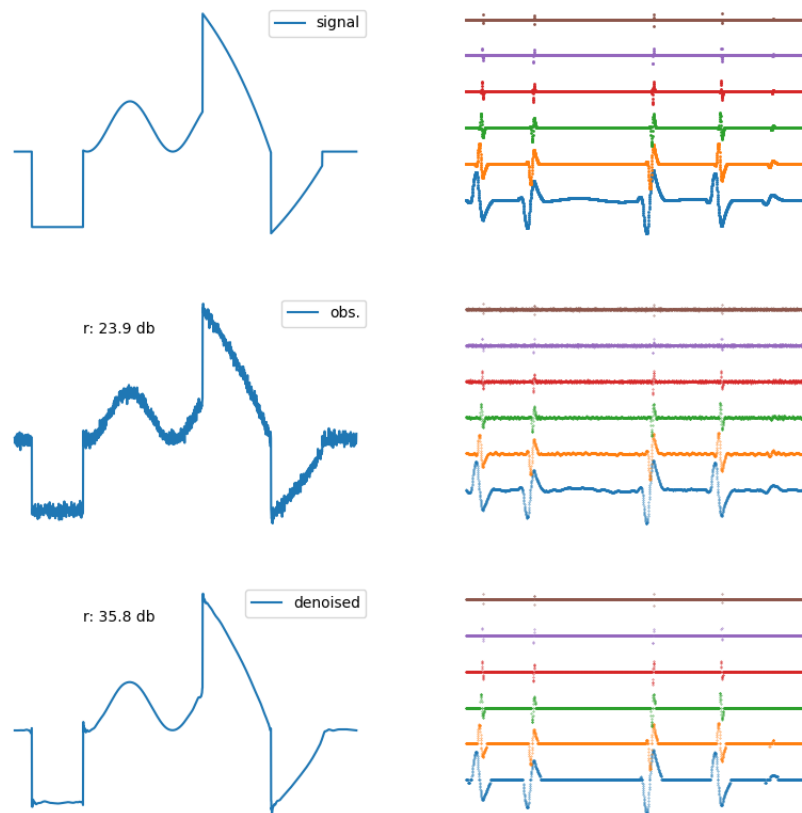 signal
obs.
r: 23.9 db
denoised
r: 35.8 db